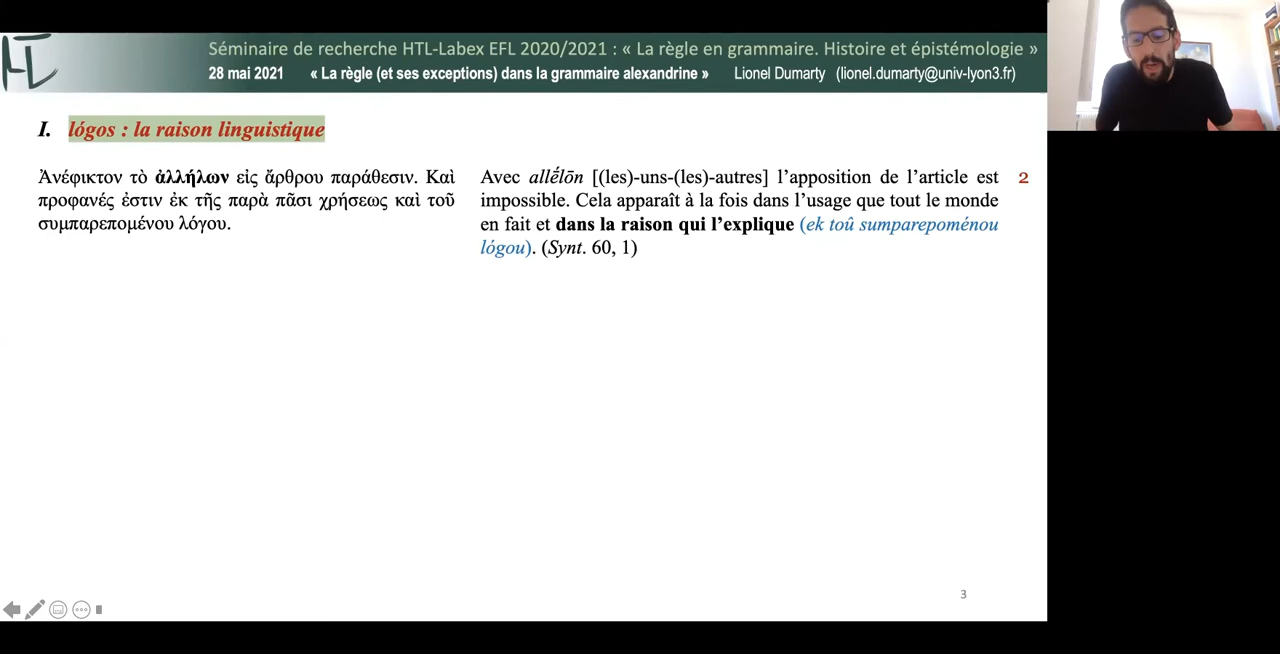 HTL
Séminaire de recherche HTL-Labex EFL 2020/2021 : « La règle en grammaire. Histoire et épistémologie »
28 mai 2021 « La règle (et ses exceptions) dans la grammaire alexandrine » Lionel Dumarty (lionel.dumarty@univ-lyon3.fr)
I. lógos : la raison linguistique
Ἀνέφικτον τὸ ἀλλήλων εἰς ἄρθρου παράθεσιν. Καὶ
προφανές ἐστιν ἐκ τῆς παρὰ πᾶσι χρήσεως καὶ τοῦ
συμπαρεπομένου λόγου.
Avec allḗlōn [(les)-uns-(les)-autres] l’apposition de l’article est
impossible. Cela apparaît à la fois dans l’usage que tout le monde
en fait et dans la raison qui l’explique (ek toû sumparepoménou
lógou). (Synt. 60, 1)
2
3